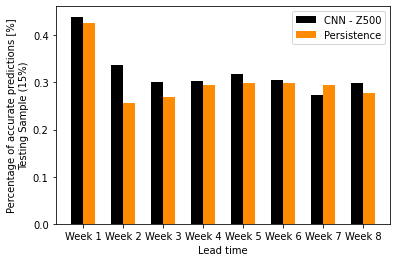 Percentage of accurate predictions [%]
Testing Sample (15%)
0.4
0.3
0.2
0.1
0.0
CNN - Z500
Persistence
Week 1 Week 2 Week 3 Week 4 Week 5 Week 6 Week 7 Week 8
Lead time